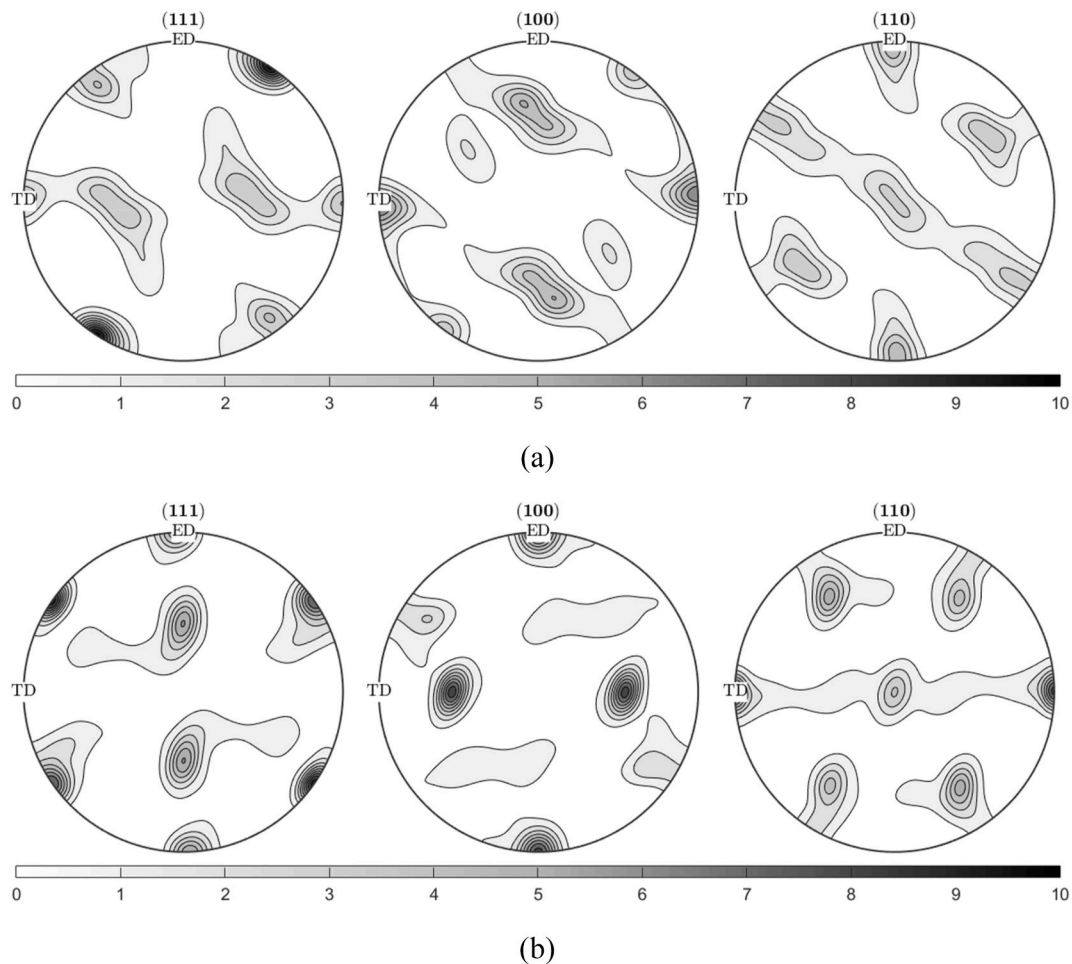 (111) (100) (110)
ED ED ED
TD TD TD
0 1 2 3 4 5 6 7 8 9 10
(a)
(111) (100) (110)
ED ED ED
TD TD TD
0 1 2 3 4 5 6 7 8 9 10
(b)